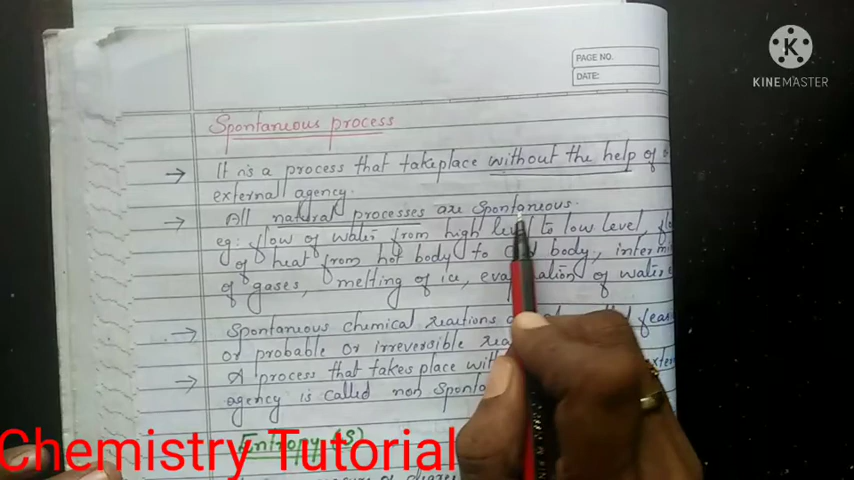 PAGE NO.
DATE:
KINEMASTER
Spontaneous process
→ It is a process that takeplace without the help of
external agency.
→ All natural processes are Spontaneous.
eg: flow of water from high level to low level,
of heat from hot body to body,
of gases, melting of ice, evaporation of water
→ Spontaneous chemical reactions
or probable or irreversible
→ A process that takes place
agency is called non
Entropy (S)
Chemistry Tutorial